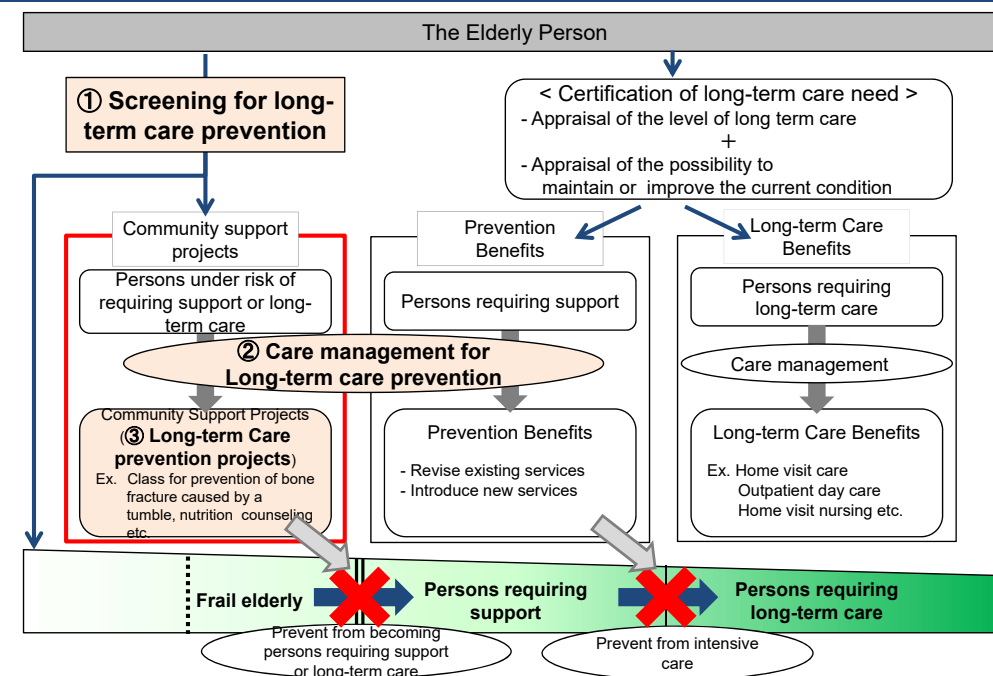 The Elderly Person
① Screening for long-
term care prevention
< Certification of long-term care need >
- Appraisal of the level of long term care
+
- Appraisal of the possibility to
maintain or improve the current condition
Community support
projects
Persons under risk of
requiring support or long-
term care
Prevention
Benefits
Persons requiring support
Long-term Care
Benefits
Persons requiring
long-term care
② Care management for
Long-term care prevention
Care management
Community Support Projects
(③ Long-term Care
prevention projects)
Ex. Class for prevention of bone
fracture caused by a
tumble, nutrition counseling
etc.
Prevention Benefits
- Revise existing services
- Introduce new services
Long-term Care Benefits
Ex. Home visit care
Outpatient day care
Home visit nursing etc.
Frail elderly
Persons requiring
support
Persons requiring
long-term care
Prevent from becoming
persons requiring support
or long-term care
Prevent from intensive
care